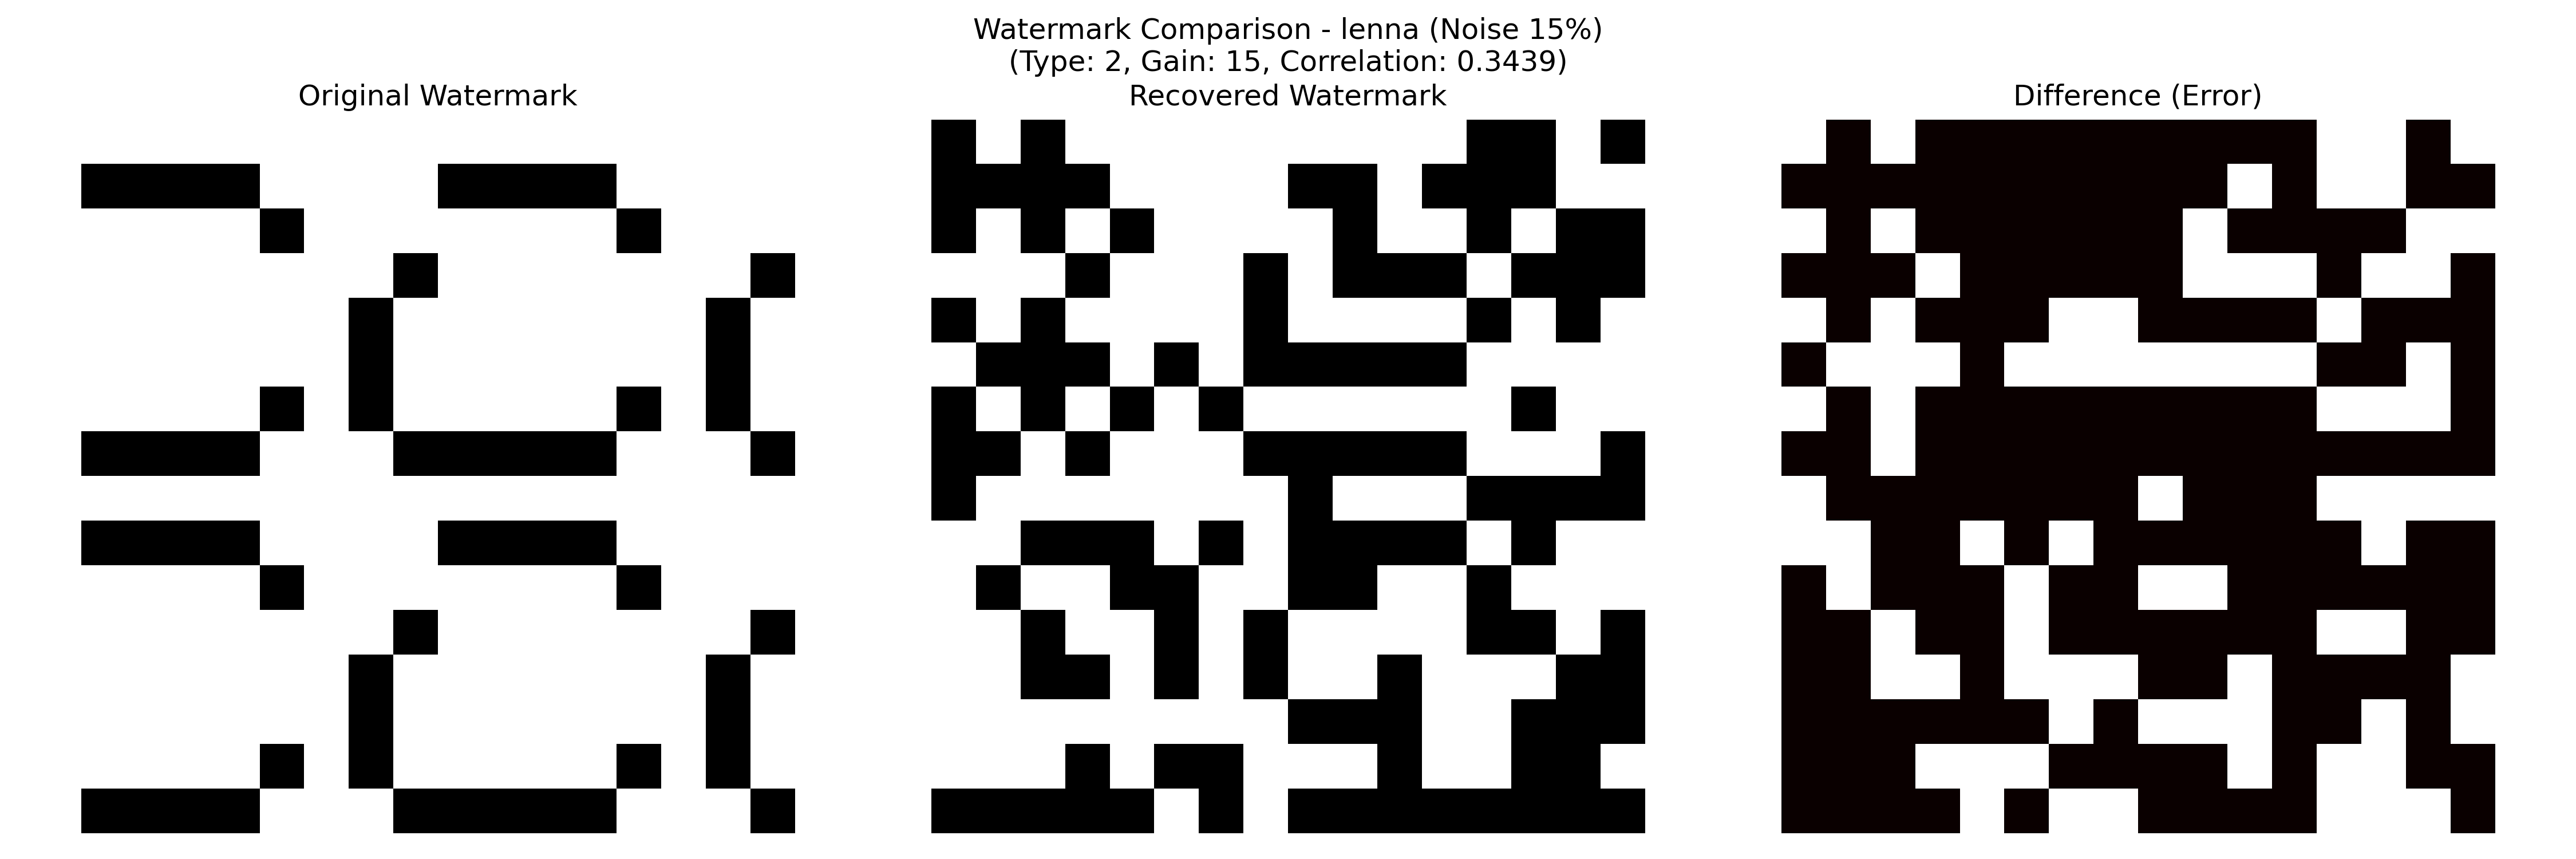 Watermark Comparison - lenna (Noise 15%)
(Type: 2, Gain: 15, Correlation: 0.3439)
Original Watermark
Recovered Watermark
Difference (Error)